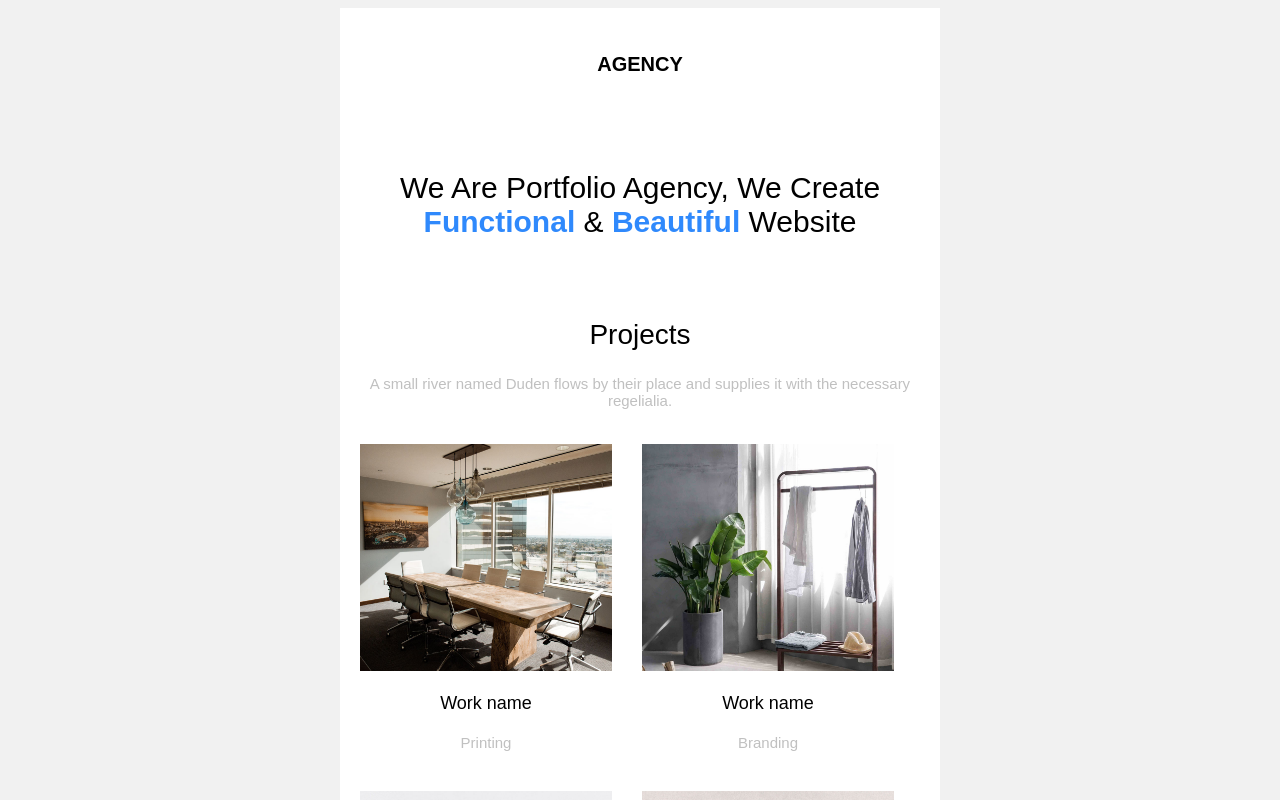 AGENCY
We Are Portfolio Agency, We Create
Functional & Beautiful Website
Projects
A small river named Duden flows by their place and supplies it with the necessary
regelialia.
Work name
Work name
Printing
Branding